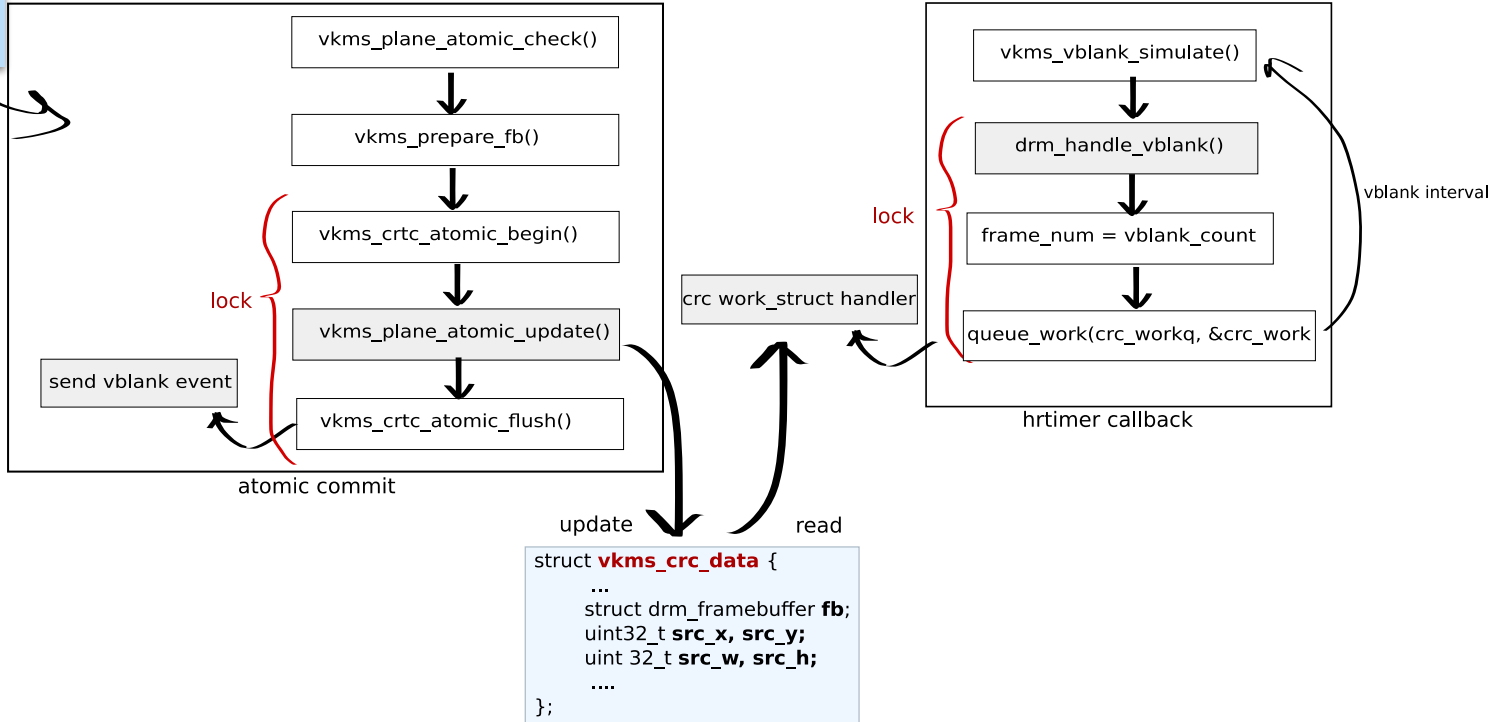 vkms_plane_atomic_check()
vkms_prepare_fb()
vkms_crtc_atomic_begin()
lock
vkms_plane_atomic_update()
send vblank event
vkms_crtc_atomic_flush()
atomic commit
vkms_vblank_simulate()
drm_handle_vblank()
vblank interval
lock
frame_num = vblank_count
crc work_struct handler
queue_work(crc_workq, &crc_work
hrtimer callback
update
read
struct vkms_crc_data {
...
struct drm_framebuffer fb;
uint32_t src_x, src_y;
uint 32_t src_w, src_h;
....
};